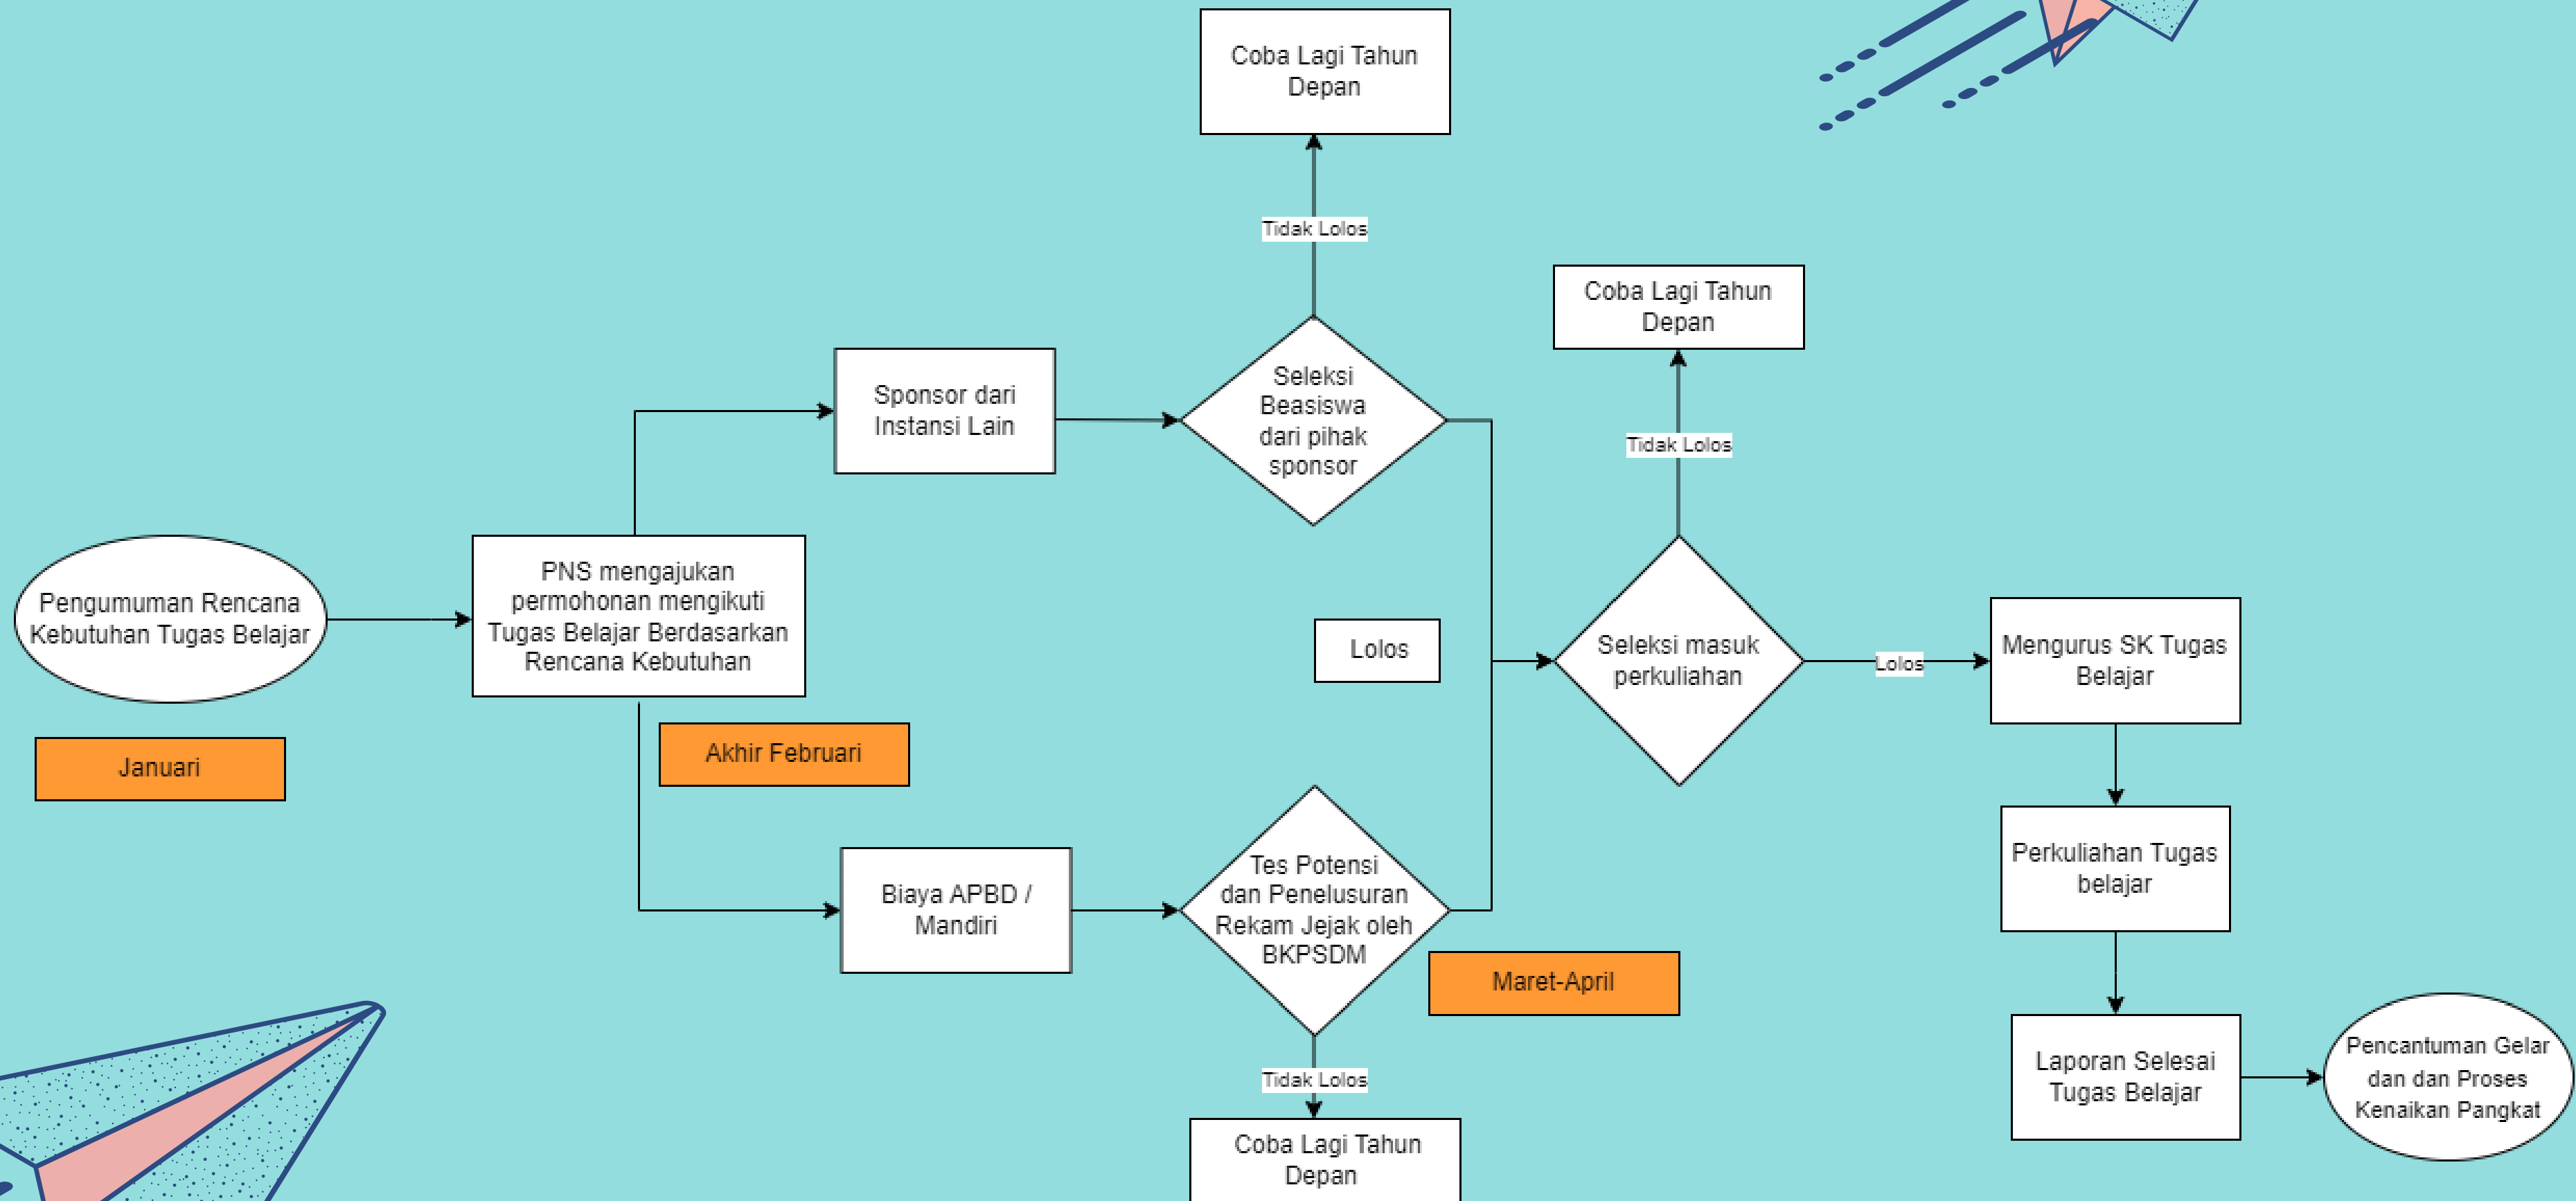 Coba Lagi Tahun
Depan
Tidak Lolos
Coba Lagi Tahun
Depan
Tidak Lolos
Sponsor dari
Instansi Lain
Seleksi
Beasiswa
dari pihak
sponsor
Pengumuman Rencana
Kebutuhan Tugas Belajar
Januari
PNS mengajukan
permohonan mengikuti
Tugas Belajar Berdasarkan
Rencana Kebutuhan
Akhir Februari
Lolos
Seleksi masuk
perkuliahan
Lolos
Mengurus SK Tugas
Belajar
Biaya APBD /
Mandiri
Tes Potensi
dan Penelusuran
Rekam Jejak oleh
BKPSDM
Maret-April
Tidak Lolos
Coba Lagi Tahun
Depan
Perkuliahan Tugas
belajar
Laporan Selesai
Tugas Belajar
Pencantuman Gelar
dan dan Proses
Kenaikan Pangkat